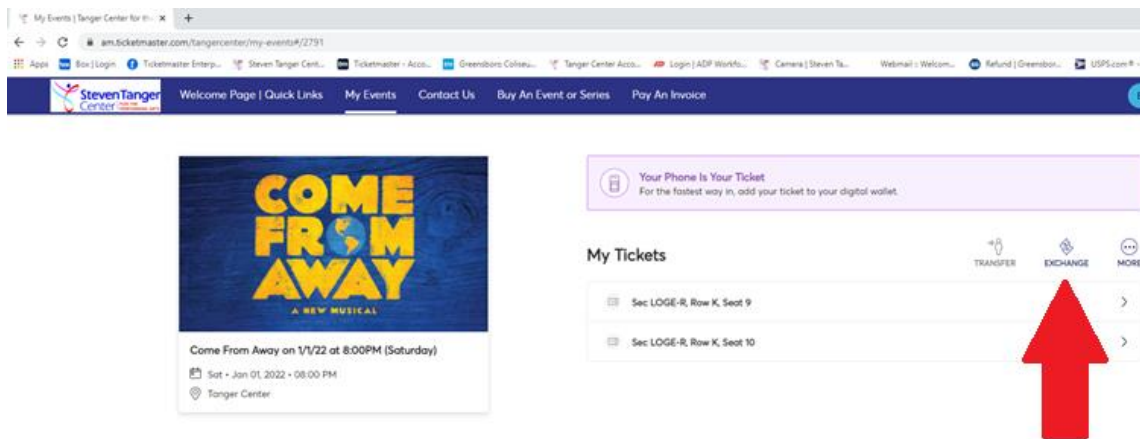 My Events | Tanger Center for th
am.ticketmaster.com/tangercenter/my-events#/2791
Apps Box | Login Ticketmaster Enterp... Steven Tanger Cent... Ticketmaster - Acco... Greensboro Coliseu... Tanger Center Acco... Login | ADP Workfo... Camera | Steven Ta... Webmail :: Welcom... Refund | Greensbor... USPS.com®
Steven Tanger
Center
Welcome Page | Quick Links My Events Contact Us Buy An Event or Series Pay An Invoice
COME
FROM
AWAY
A NEW MUSICAL
Come From Away on 1/1/22 at 8:00PM (Saturday)
Sat • Jan 01, 2022 • 08:00 PM
Tanger Center
Your Phone Is Your Ticket
For the fastest way in, add your ticket to your digital wallet.
My Tickets
TRANSFER EXCHANGE MORE
Sec LOGE-R, Row K, Seat 9
Sec LOGE-R, Row K, Seat 10